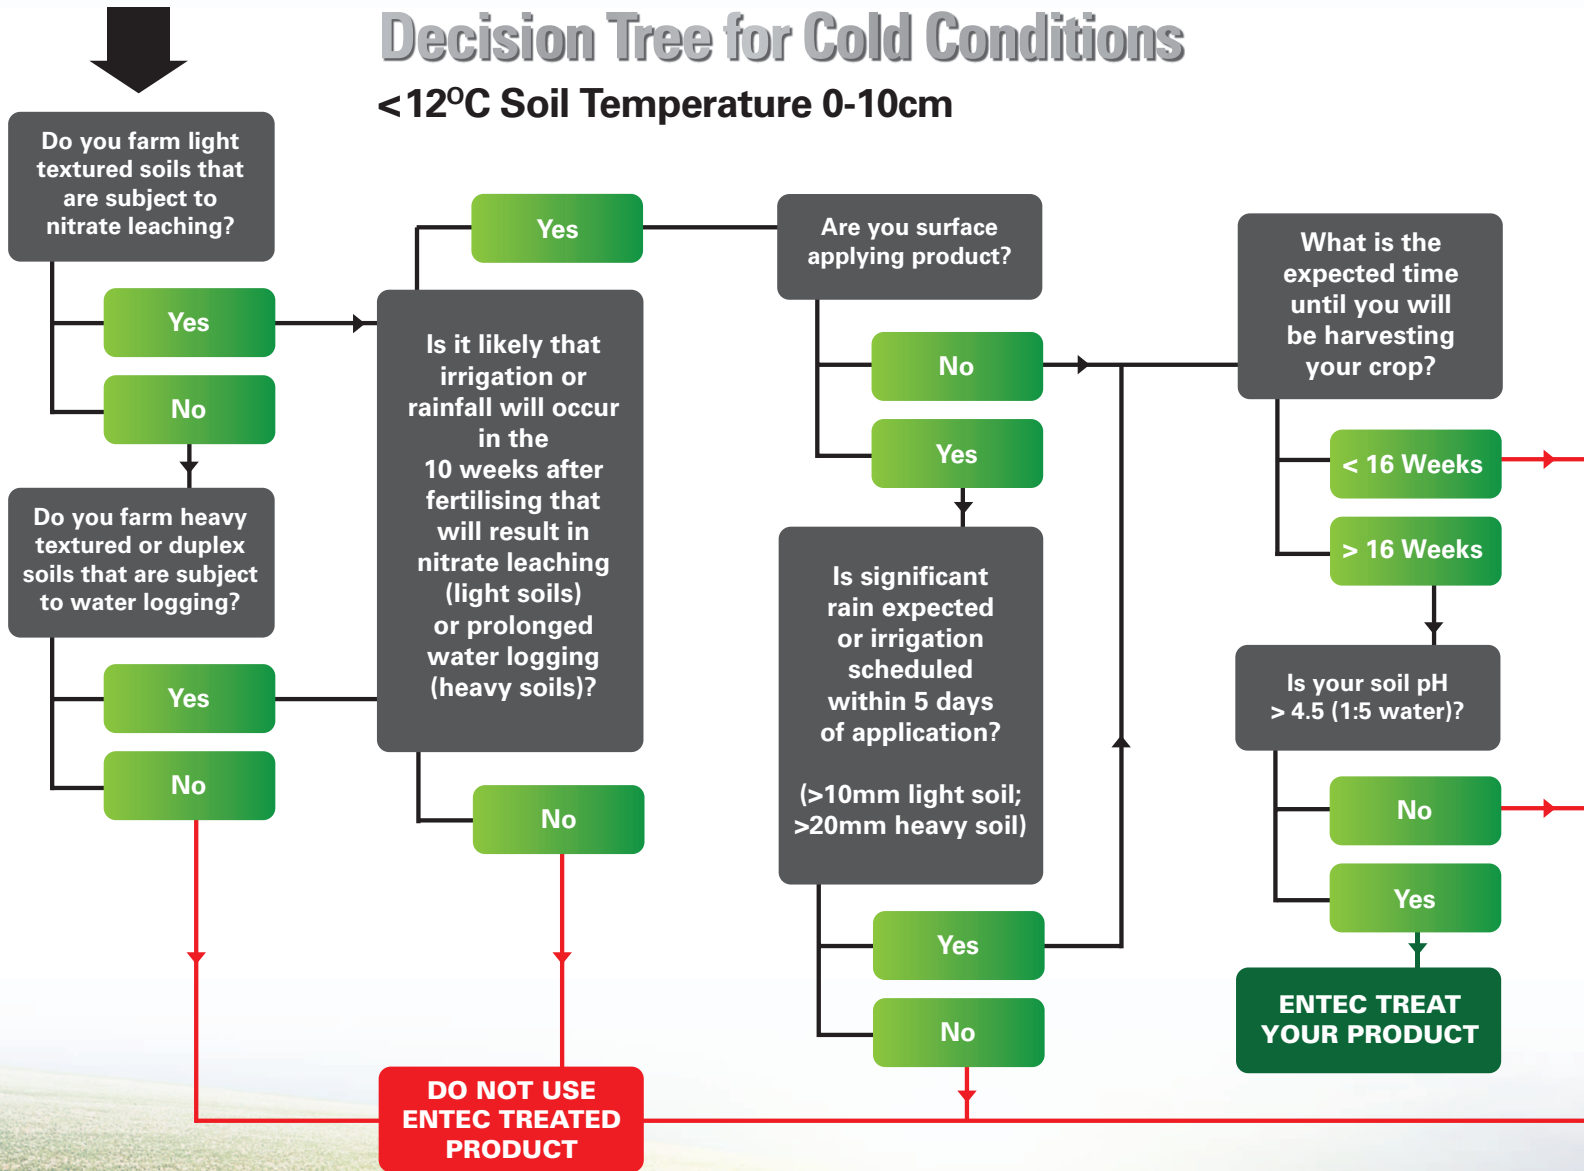 Decision Tree for Cold Conditions
<12OC Soil Temperature 0-10cm
Do you farm light
textured soils that
are subject to
nitrate leaching?
Yes
No
Do you farm heavy
textured or duplex
soils that are subject
to water logging?
Yes
No
Yes
Is it likely that
irrigation or
rainfall will occur
in the
10 weeks after
fertilising that
will result in
nitrate leaching
(light soils)
or prolonged
water logging
(heavy soils)?
No
DO NOT USE
ENTEC TREATED
PRODUCT
Are you surface
applying product?
No
Yes
Is significant
rain expected
or irrigation
scheduled
within 5 days
of application?
(>10mm light soil;
>20mm heavy soil)
Yes
No
What is the
expected time
until you will
be harvesting
your crop?
< 16 Weeks
> 16 Weeks
Is your soil pH
> 4.5 (1:5 water)?
No
Yes
ENTEC TREAT
YOUR PRODUCT